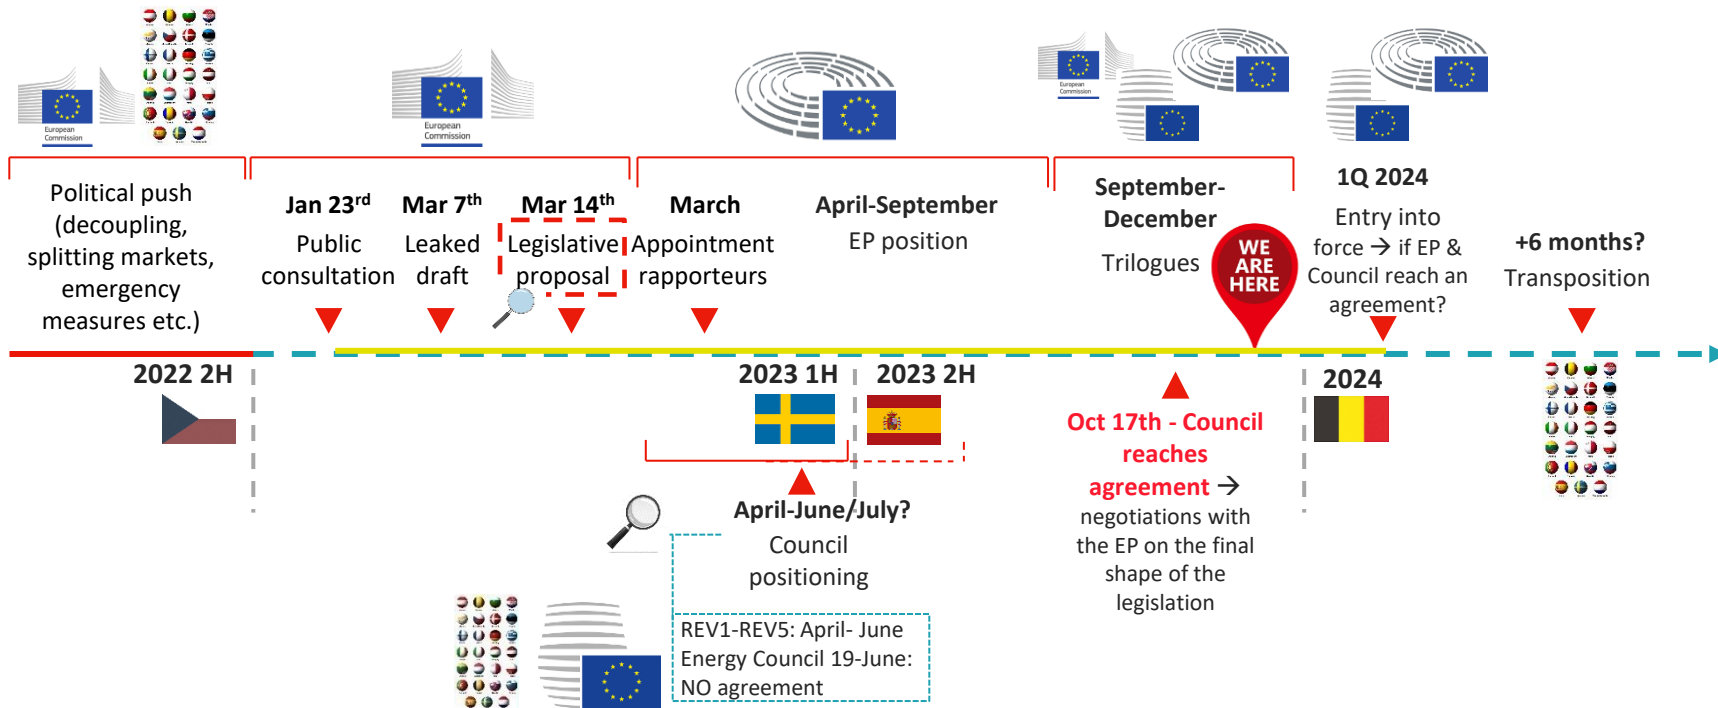 European
Commission
European
Commission
European
Commission
Political push
(decoupling,
splitting markets,
emergency
measures etc.)
Jan 23rd
Public
consultation
Mar 7th
Leaked
draft
Mar 14th
Legislative
proposal
March
Appointment
rapporteurs
April-September
EP position
September-
December
Trilogues
WE
ARE
HERE
1Q 2024
Entry into
force → if EP &
Council reach an
agreement?
+6 months?
Transposition
2022 2H
2023 1H
2023 2H
2024
Oct 17th - Council
reaches
agreement →
negotiations with
the EP on the final
shape of the
legislation
April-June/July?
Council
positioning
REV1-REV5: April- June
Energy Council 19-June:
NO agreement